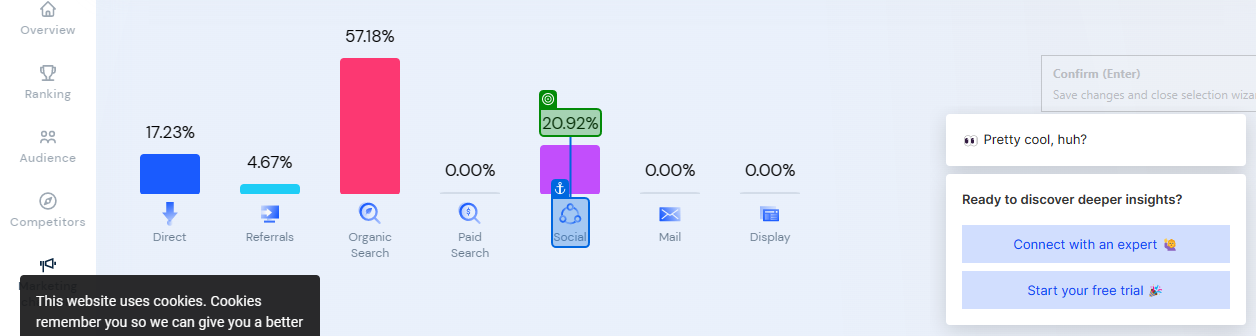 Overview
Ranking
Audience
Competitors
Marketing
17.23%
4.67%
57.18%
0.00%
20.92%
0.00%
0.00%
Direct
Referrals
Organic
Search
Paid
Search
Social
Mail
Display
This website uses cookies. Cookies
remember you so we can give you a better
Confirm (Enter)
Save changes and close selection wiza
👀 Pretty cool, huh?
Ready to discover deeper insights?
Connect with an expert 🙋
Start your free trial 🎉